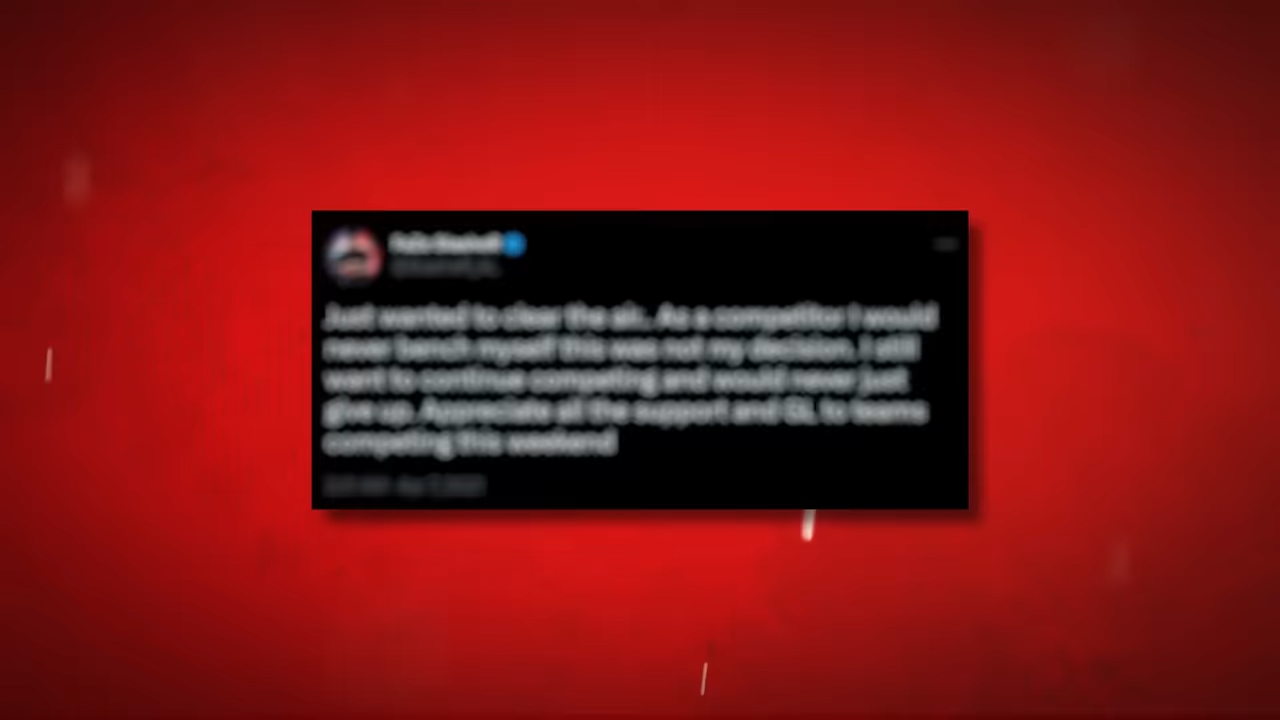 Just wanted to clear the air. As a competitor I would
never bench myself this was not my decision. I still
want to continue competing and would never just
give up. Appreciate all the support and GL to teams
competing this weekend